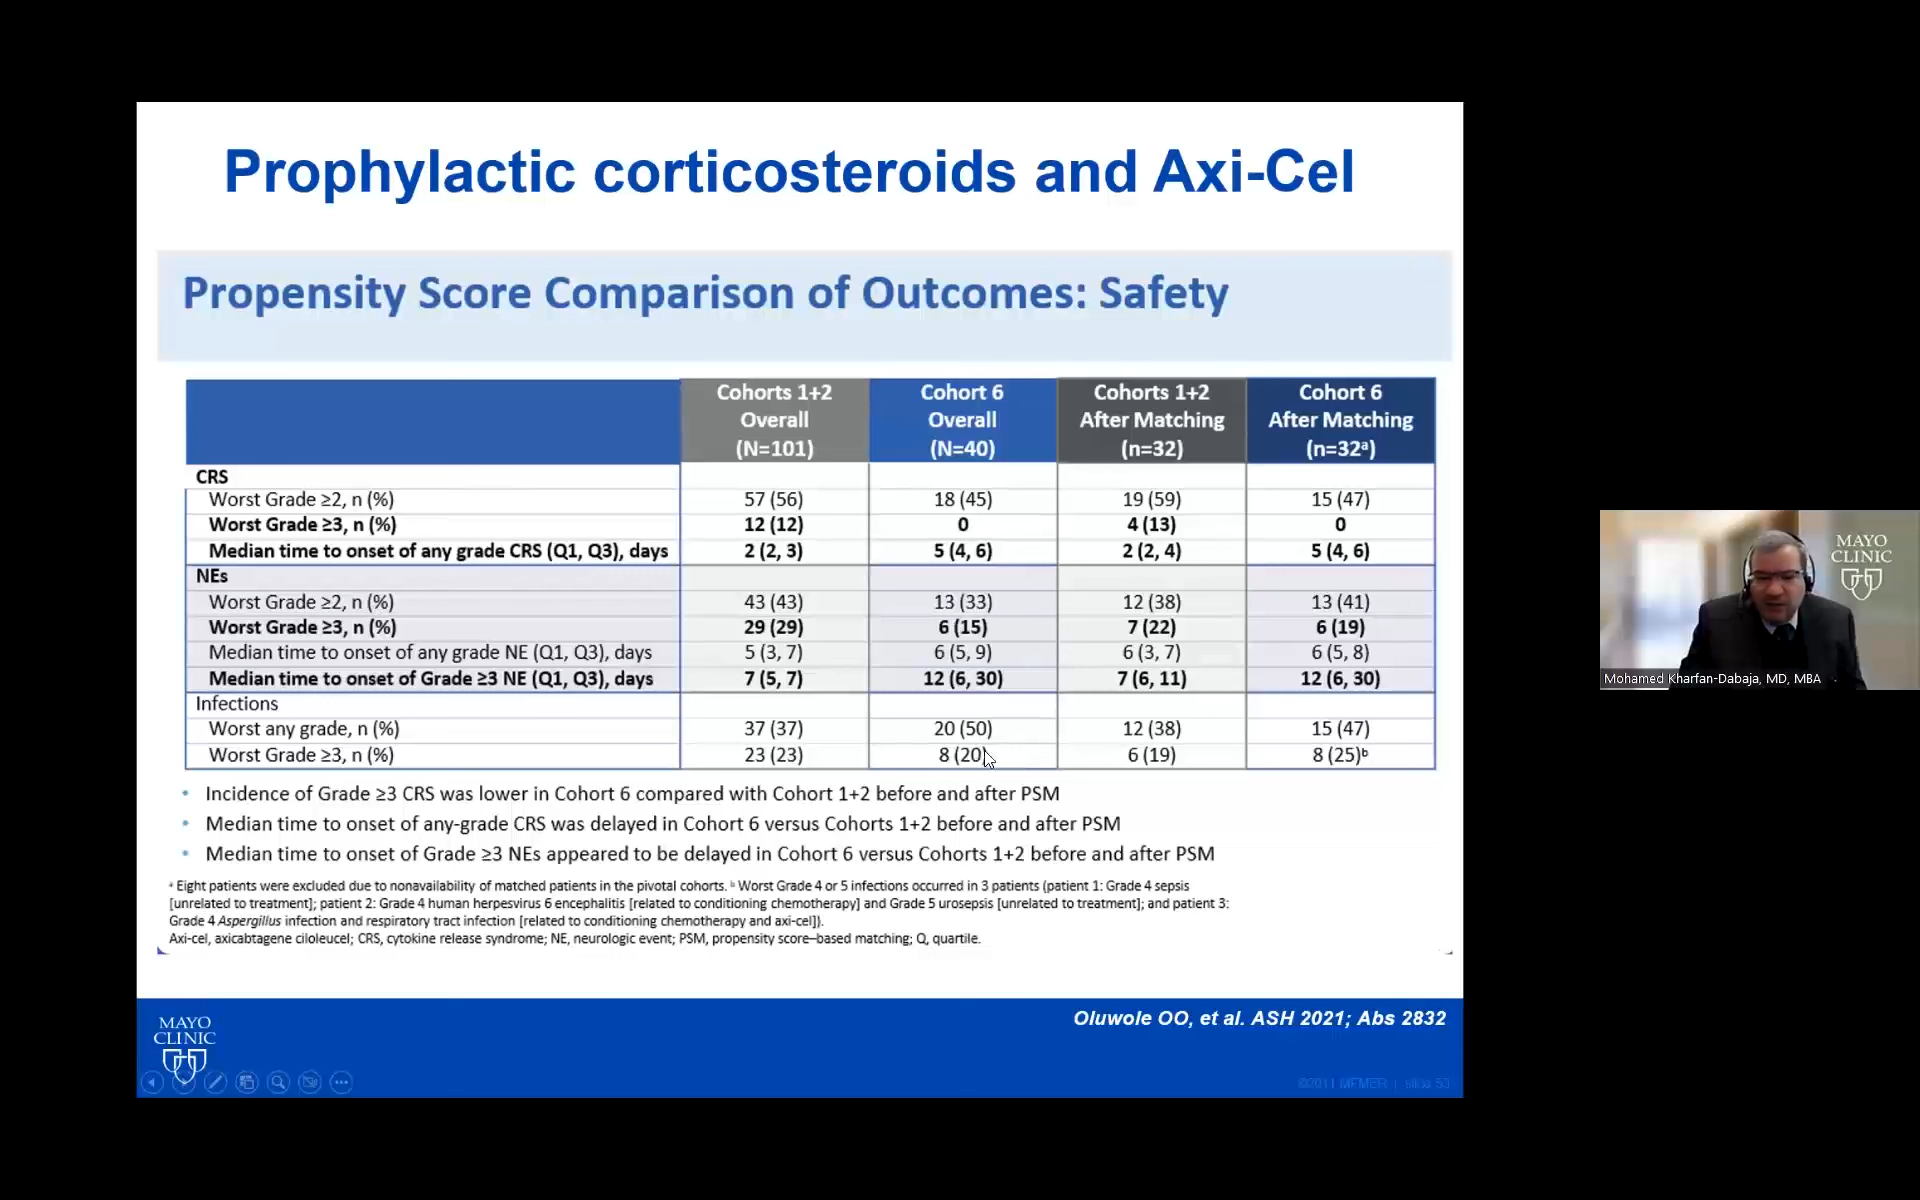 Prophylactic corticosteroids and Axi-Cel
Propensity Score Comparison of Outcomes: Safety
Cohorts 1+2 Overall (N=101) Cohort 6 Overall (N=40) Cohorts 1+2 After Matching (n=32) Cohort 6 After Matching (n=32ᵃ)
CRS
Worst Grade ≥2, n (%) 57 (56) 18 (45) 19 (59) 15 (47)
Worst Grade ≥3, n (%) 12 (12) 0 4 (13) 0
Median time to onset of any grade CRS (Q1, Q3), days 2 (2, 3) 5 (4, 6) 2 (2, 4) 5 (4, 6)
NEs
Worst Grade ≥2, n (%) 43 (43) 13 (33) 12 (38) 13 (41)
Worst Grade ≥3, n (%) 29 (29) 6 (15) 7 (22) 6 (19)
Median time to onset of any grade NE (Q1, Q3), days 5 (3, 7) 6 (5, 9) 6 (3, 7) 6 (5, 8)
Median time to onset of Grade ≥3 NE (Q1, Q3), days 7 (5, 7) 12 (6, 30) 7 (6, 11) 12 (6, 30)
Infections
Worst any grade, n (%) 37 (37) 20 (50) 12 (38) 15 (47)
Worst Grade ≥3, n (%) 23 (23) 8 (20) 6 (19) 8 (25)ᵇ
• Incidence of Grade ≥3 CRS was lower in Cohort 6 compared with Cohort 1+2 before and after PSM
• Median time to onset of any-grade CRS was delayed in Cohort 6 versus Cohorts 1+2 before and after PSM
• Median time to onset of Grade ≥3 NEs appeared to be delayed in Cohort 6 versus Cohorts 1+2 before and after PSM
ᵃ Eight patients were excluded due to nonavailability of matched patients in the pivotal cohorts. ᵇ Worst Grade 4 or 5 infections occurred in 3 patients (patient 1: Grade 4 sepsis
[unrelated to treatment]; patient 2: Grade 4 human herpesvirus 6 encephalitis [related to conditioning chemotherapy] and Grade 5 urosepsis [unrelated to treatment]; and patient 3:
Grade 4 Aspergillus infection and respiratory tract infection [related to conditioning chemotherapy and axi-cel]).
Axi-cel, axicabtagene ciloleucel; CRS, cytokine release syndrome; NE, neurologic event; PSM, propensity score–based matching; Q, quartile.
Oluwole OO, et al. ASH 2021; Abs 2832
MAYO
CLINIC
©2011 MFMER | slide-53
MAYO
CLINIC
Mohamed Kharfan-Dabaja, MD, MBA